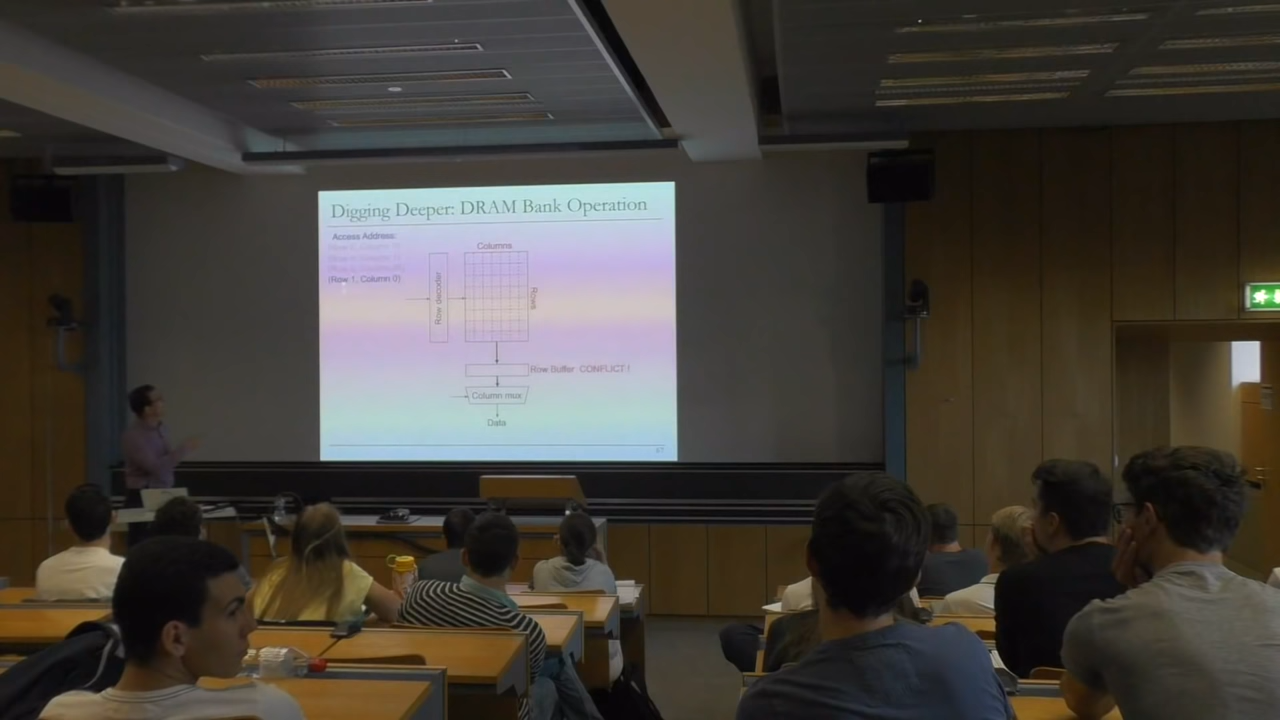 Digging Deeper: DRAM Bank Operation
Access Address:
(Row 1, Column 0)
Columns
Row decoder
Rows
Row Buffer CONFLICT !
Column mux
Data